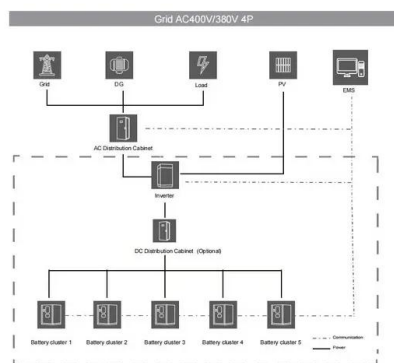 Grid AC400V/380V 4P
Grid
DG
Load
PV
EMS
AC Distribution Cabinet
Inverter
DC Distribution Cabinet (Optional)
Battery cluster 1
Battery cluster 2
Battery cluster 3
Battery cluster 4
Battery cluster 5
Communication
Power